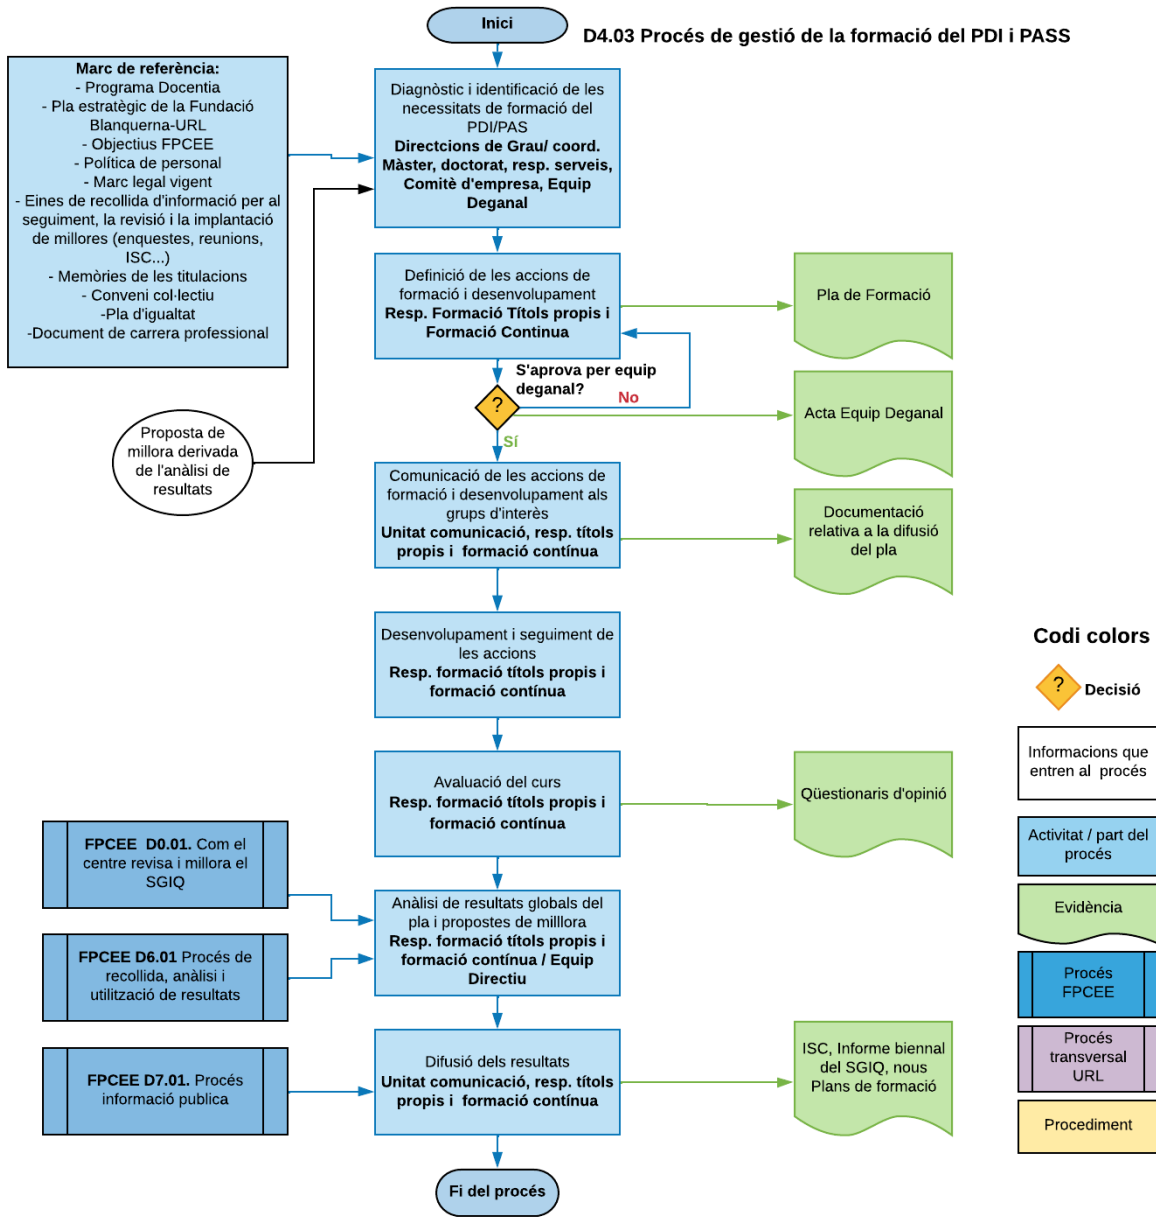 Inici
D4.03 Procés de gestió de la formació del PDI i PASS
Marc de referència:
- Programa Docentia
- Pla estratègic de la Fundació
Blanquerna-URL
- Objectius FPCEE
- Política de personal
- Marc legal vigent
- Eines de recollida d'informació per al
seguiment, la revisió i la implantació
de millores (enquestes, reunions,
ISC...)
- Memòries de les titulacions
- Conveni col·lectiu
-Pla d'igualtat
-Document de carrera professional
Diagnòstic i identificació de les
necessitats de formació del
PDI/PAS
Directcions de Grau/ coord.
Màster, doctorat, resp. serveis,
Comitè d'empresa, Equip
Deganal
Definició de les accions de
formació i desenvolupament
Resp. Formació Títols propis i
Formació Continua
Pla de Formació
S'aprova per equip
deganal?
?
No
Sí
Acta Equip Deganal
Proposta de
millora derivada
de l'anàlisi de
resultats
Comunicació de les accions de
formació i desenvolupament als
grups d'interès
Unitat comunicació, resp. títols
propis i  formació contínua
Documentació
relativa a la difusió
del pla
Desenvolupament i seguiment de
les accions
Resp. formació títols propis i
formació contínua
Avaluació del curs
Resp. formació títols propis i
formació contínua
Qüestionaris d'opinió
FPCEE  D0.01. Com el
centre revisa i millora el
SGIQ
FPCEE D6.01 Procés de
recollida, anàlisi i
utilització de resultats
Anàlisi de resultats globals del
pla i propostes de milllora
Resp. formació títols propis i
formació contínua / Equip
Directiu
FPCEE D7.01. Procés
informació publica
Difusió dels resultats
Unitat comunicació, resp. títols
propis i  formació contínua
ISC, Informe biennal
del SGIQ, nous
Plans de formació
Fi del procés
Codi colors
?
Decisió
Informacions que
entren al  procés
Activitat / part del
procés
Evidència
Procés
FPCEE
Procés
transversal
URL
Procediment